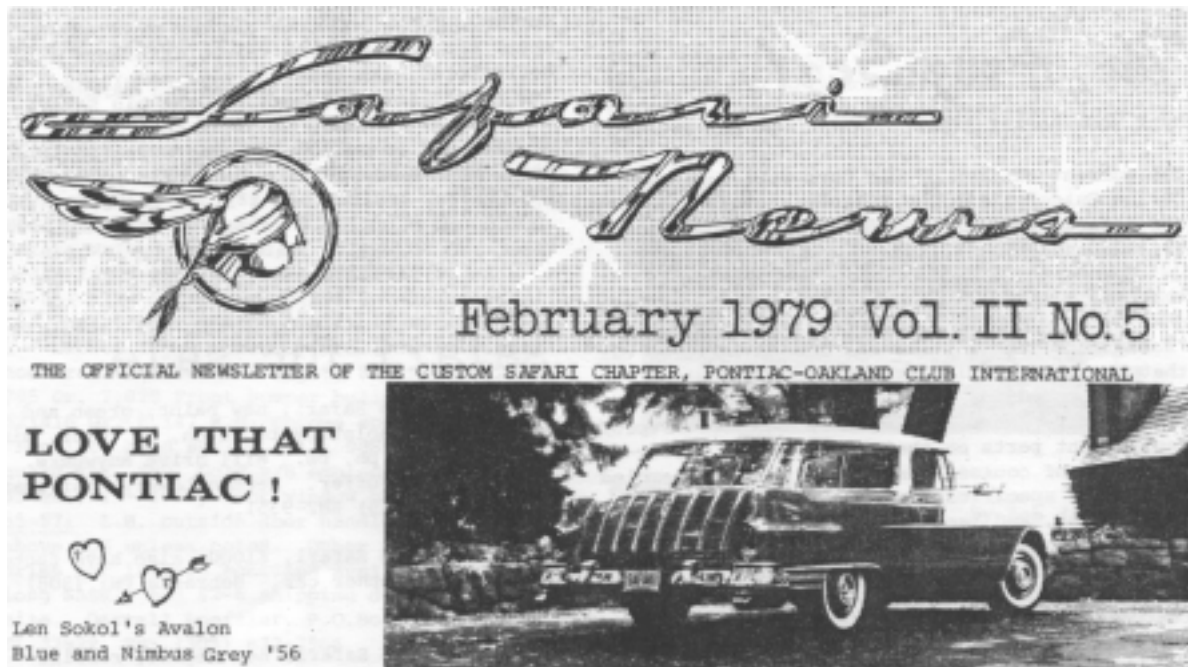 Safari
News
February 1979 Vol. II No. 5
THE OFFICIAL NEWSLETTER OF THE CUSTOM SAFARI CHAPTER, PONTIAC-OAKLAND CLUB INTERNATIONAL
LOVE THAT
PONTIAC!
Len Sokol's Avalon
Blue and Nimbus Grey '56